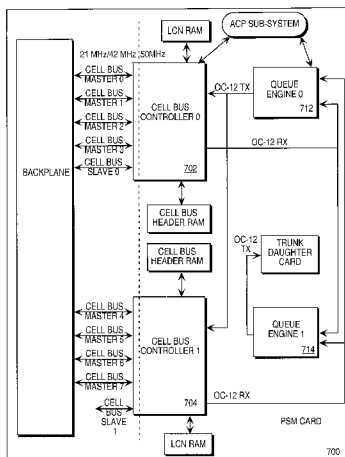 LCN RAM
ACP SUB-SYSTEM
21 MHz/42 MHz
50MHz
CELL BUS
MASTER 0
CELL BUS
MASTER 1
CELL BUS
MASTER 2
CELL BUS
MASTER 3
CELL BUS
SLAVE 0
BACKPLANE
CELL BUS
CONTROLLER 0
702
OC-12 TX
QUEUE
ENGINE 0
712
OC-12 RX
CELL BUS
HEADER RAM
CELL BUS
HEADER RAM
OC-12
TX
TRUNK
DAUGHTER
CARD
CELL BUS
MASTER 4
CELL BUS
MASTER 5
CELL BUS
MASTER 6
CELL BUS
MASTER 7
CELL
BUS
SLAVE
1
CELL BUS
CONTROLLER 1
704
QUEUE
ENGINE 1
714
OC-12 RX
LCN RAM
PSM CARD
700